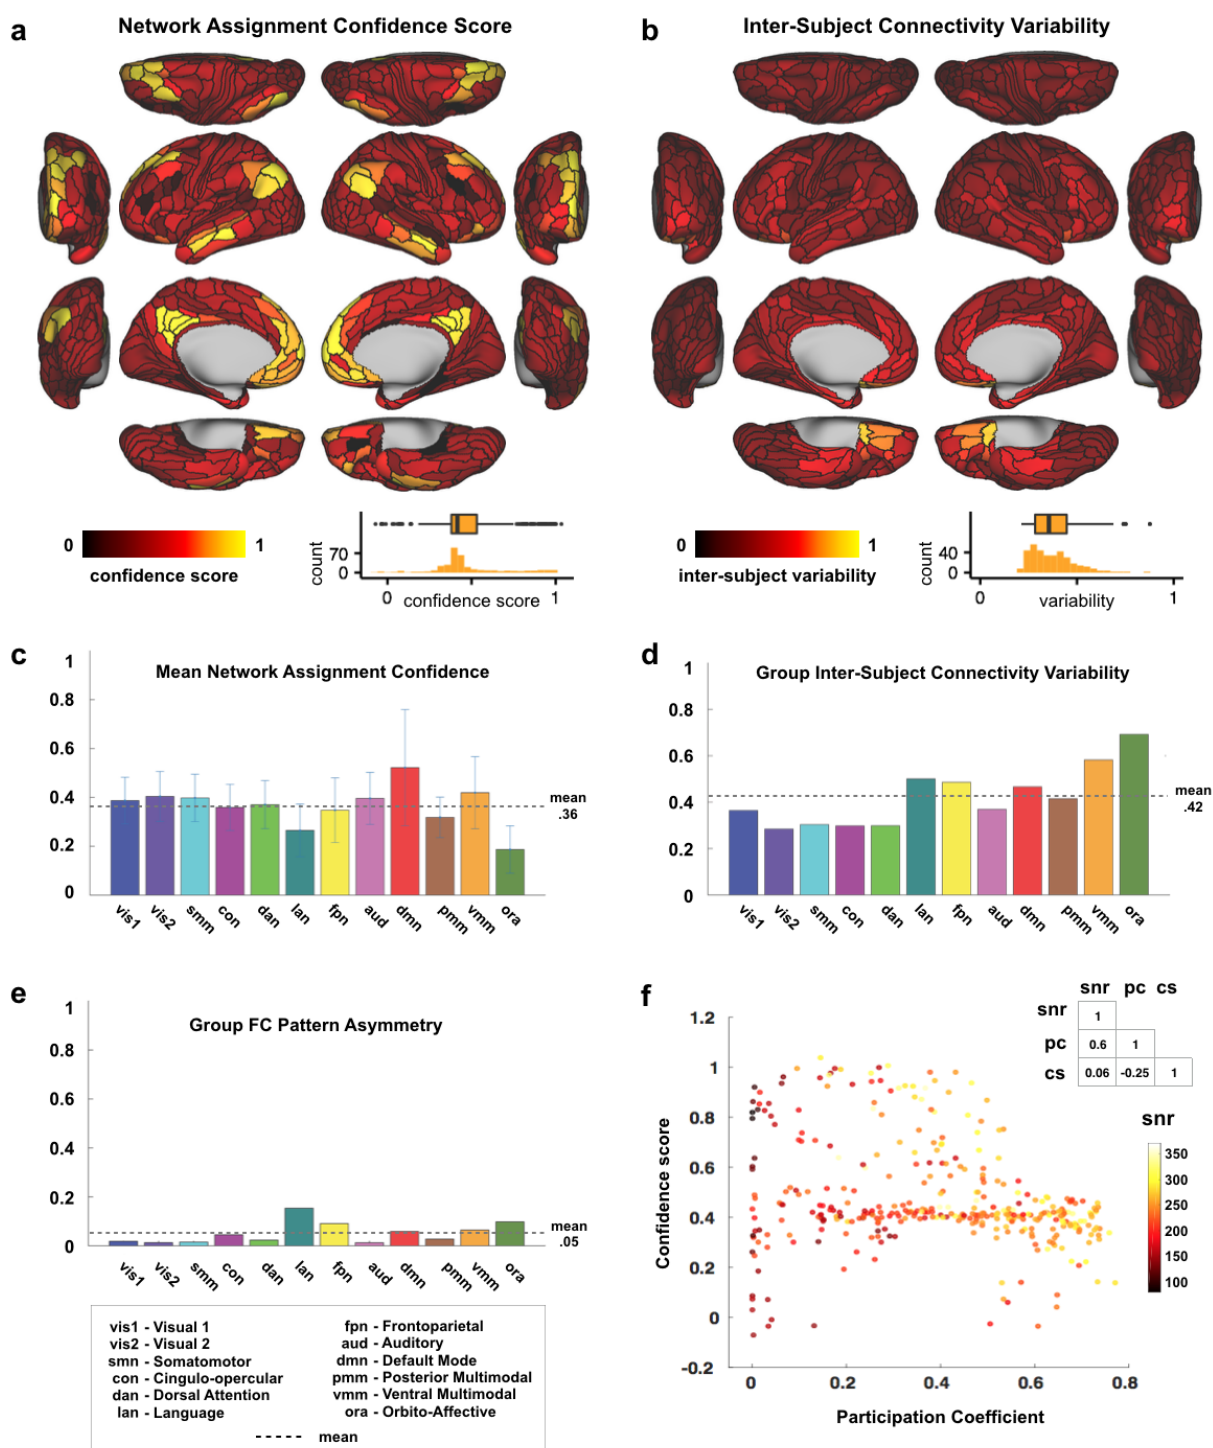 a Network Assignment Confidence Score
b Inter-Subject Connectivity Variability
0 1
confidence score
count
70
0
0 confidence score 1
0 1
inter-subject variability
count
40
0
0 variability 1
c Mean Network Assignment Confidence
1
0.8
0.6
0.4
0.2
0
mean
.36
vis1 vis2 smm con dan lan fpn aud dmn pmm vmm ora
d Group Inter-Subject Connectivity Variability
1
0.8
0.6
0.4
0.2
0
mean
.42
vis1 vis2 smm con dan lan fpn aud dmn pmm vmm ora
e Group FC Pattern Asymmetry
1
0.8
0.6
0.4
0.2
0
mean
.05
vis1 vis2 smm con dan lan fpn aud dmn pmm vmm ora
vis1 - Visual 1
vis2 - Visual 2
smn - Somatomotor
con - Cingulo-opercular
dan - Dorsal Attention
lan - Language
fpn - Frontoparietal
aud - Auditory
dmn - Default Mode
pmm - Posterior Multimodal
vmm - Ventral Multimodal
ora - Orbito-Affective
mean
f
snr pc cs
snr 1
pc 0.6 1
cs 0.06 -0.25 1
snr
350
300
250
200
150
100
Confidence score
1.2
1
0.8
0.6
0.4
0.2
0
-0.2
0 0.2 0.4 0.6 0.8
Participation Coefficient